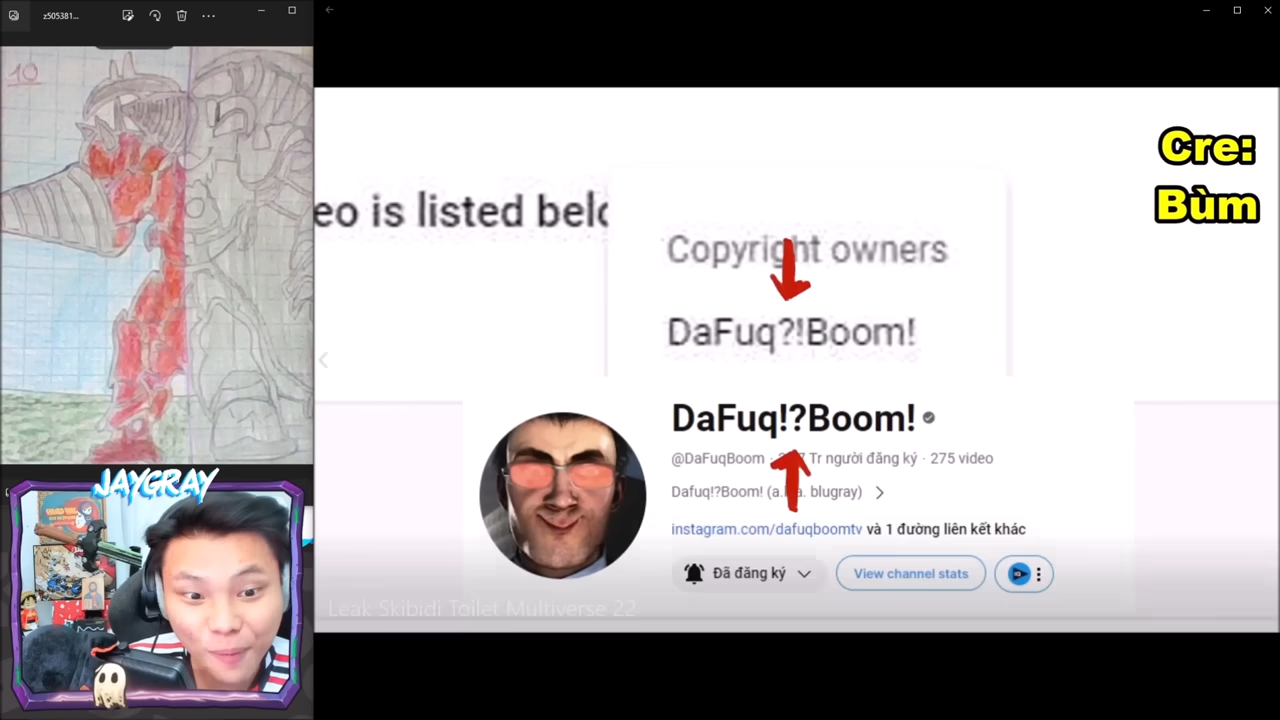 z505381...
10
Cre:
Bùm
eo is listed belo
Copyright owners
DaFuq?!Boom!
DaFuq!?Boom!
@DaFuqBoom · Tr người đăng ký · 275 video
Dafuq!?Boom! (a. a. blugray)
instagram.com/dafuqboomtv và 1 đường liên kết khác
Đã đăng ký
View channel stats
Leak Skibidi Toilet Multiverse 22
JAYGRAY